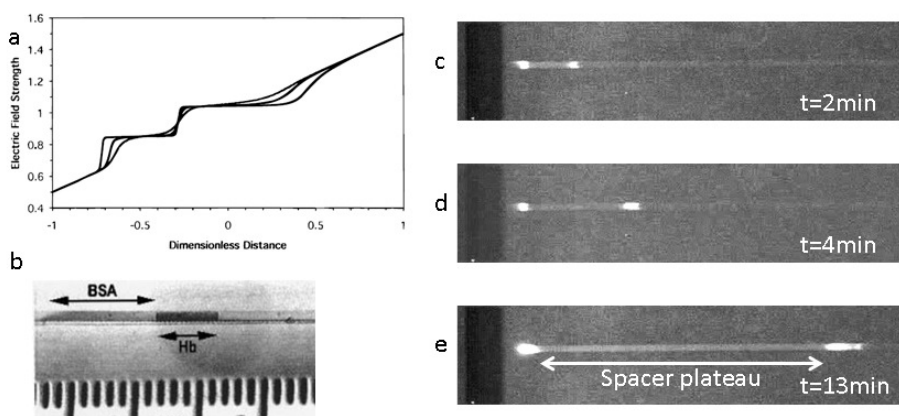 a
1.6
1.4
1.2
1
0.8
0.6
0.4
Electric Field Strength
-1
-0.5
0
0.5
1
Dimensionless Distance
b
BSA
Hb
c
t=2min
d
t=4min
e
Spacer plateau
t=13min